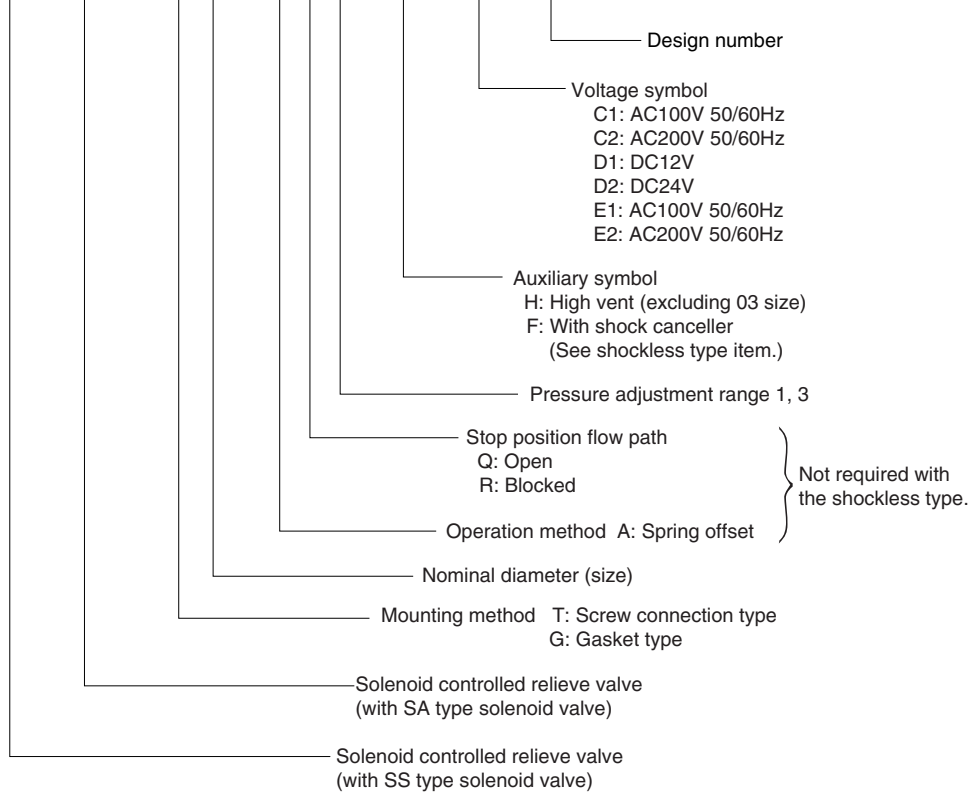 Design number
Voltage symbol
C1: AC100V 50/60Hz
C2: AC200V 50/60Hz
D1: DC12V
D2: DC24V
E1: AC100V 50/60Hz
E2: AC200V 50/60Hz
Auxiliary symbol
H: High vent (excluding 03 size)
F: With shock canceller
(See shockless type item.)
Pressure adjustment range 1, 3
Stop position flow path
Q: Open
R: Blocked
Not required with
the shockless type.
Operation method A: Spring offset
Nominal diameter (size)
Mounting method T: Screw connection type
G: Gasket type
Solenoid controlled relieve valve
(with SA type solenoid valve)
Solenoid controlled relieve valve
(with SS type solenoid valve)